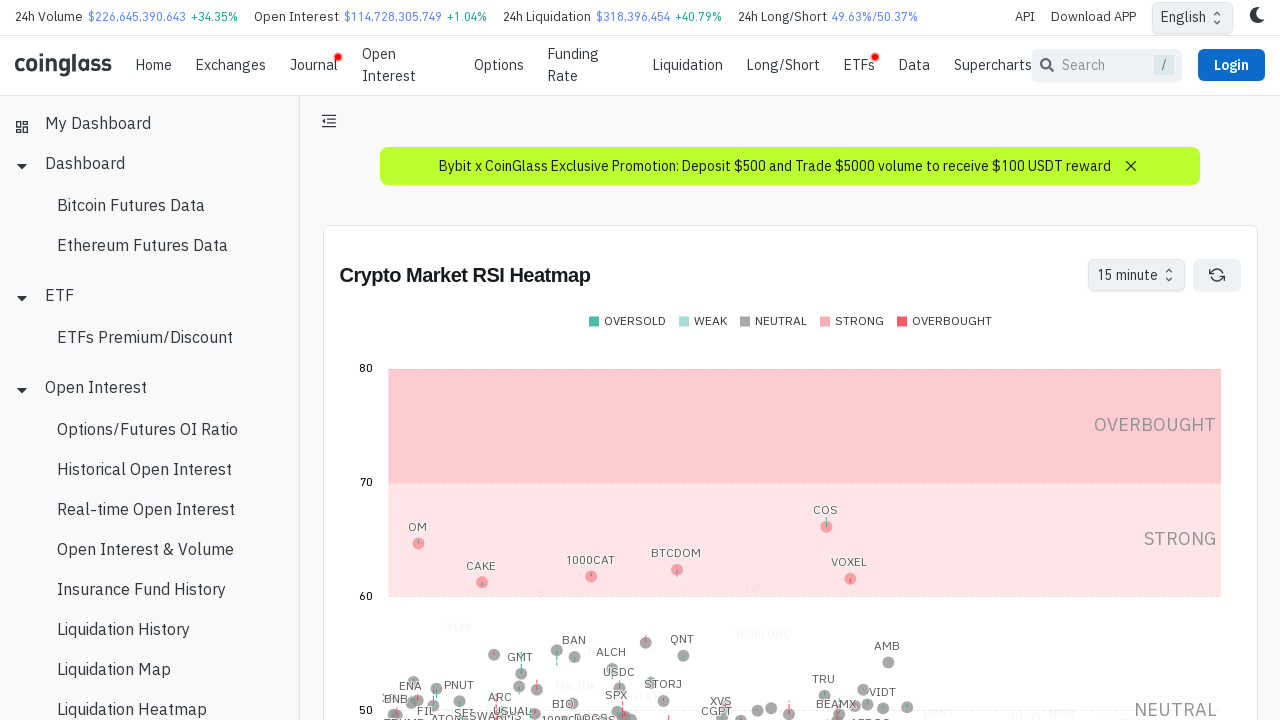 24h Volume $226,645,390,643 +34.35% Open Interest $114,728,305,749 +1.04% 24h Liquidation $318,396,454 +40.79% 24h Long/Short 49.63%/50.37% API Download APP English
coinglass Home Exchanges Journal Open Interest Options Funding Rate Liquidation Long/Short ETFs Data Supercharts Search / Login
My Dashboard
Dashboard
Bitcoin Futures Data
Ethereum Futures Data
ETF
ETFs Premium/Discount
Open Interest
Options/Futures OI Ratio
Historical Open Interest
Real-time Open Interest
Open Interest & Volume
Insurance Fund History
Liquidation History
Liquidation Map
Liquidation Heatmap
Bybit x CoinGlass Exclusive Promotion: Deposit $500 and Trade $5000 volume to receive $100 USDT reward
Crypto Market RSI Heatmap
15 minute
OVERSOLD WEAK NEUTRAL STRONG OVERBOUGHT
80
OVERBOUGHT
70
COS
OM
STRONG
BTCDOM
1000CAT
VOXEL
CAKE
60
XLM
1000LUNC
BAN
QNT
AMB
ALCH
GMT
USDC
TRU
ENA
PNUT
STORJ
VIDT
BNB
ARC
SPX
BIO
XVS
BEAMX
50
FIL
USUAL
CGPT
NEUTRAL
DOGS